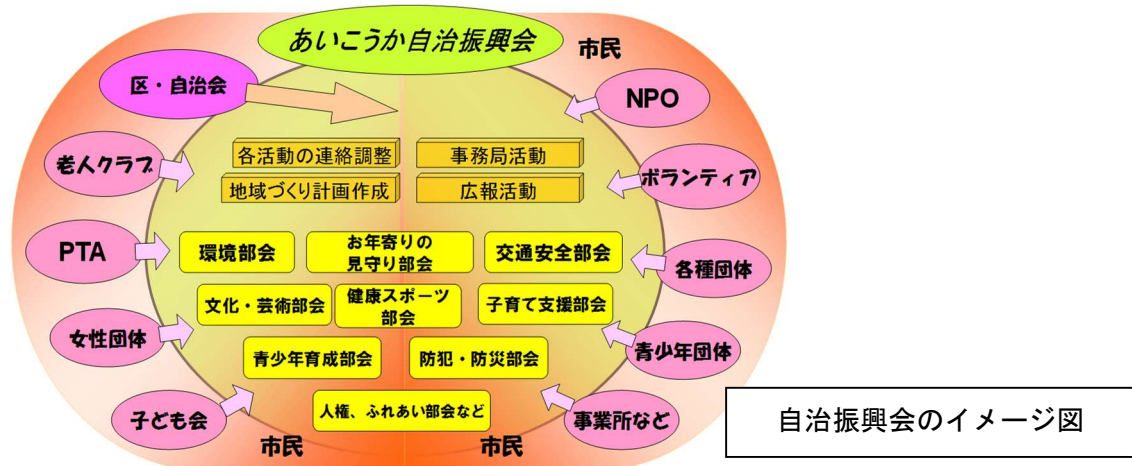 あいこうか自治振興会
市民
区・自治会
NPO
老人クラブ
各活動の連絡調整
事務局活動
ボランティア
地域づくり計画作成
広報活動
PTA
環境部会
お年寄りの
見守り部会
交通安全部会
各種団体
文化・芸術部会
健康スポーツ
部会
子育て支援部会
女性団体
青少年育成部会
防犯・防災部会
青少年団体
子ども会
人権、ふれあい部会など
事業所など
市民
市民
自治振興会のイメージ図